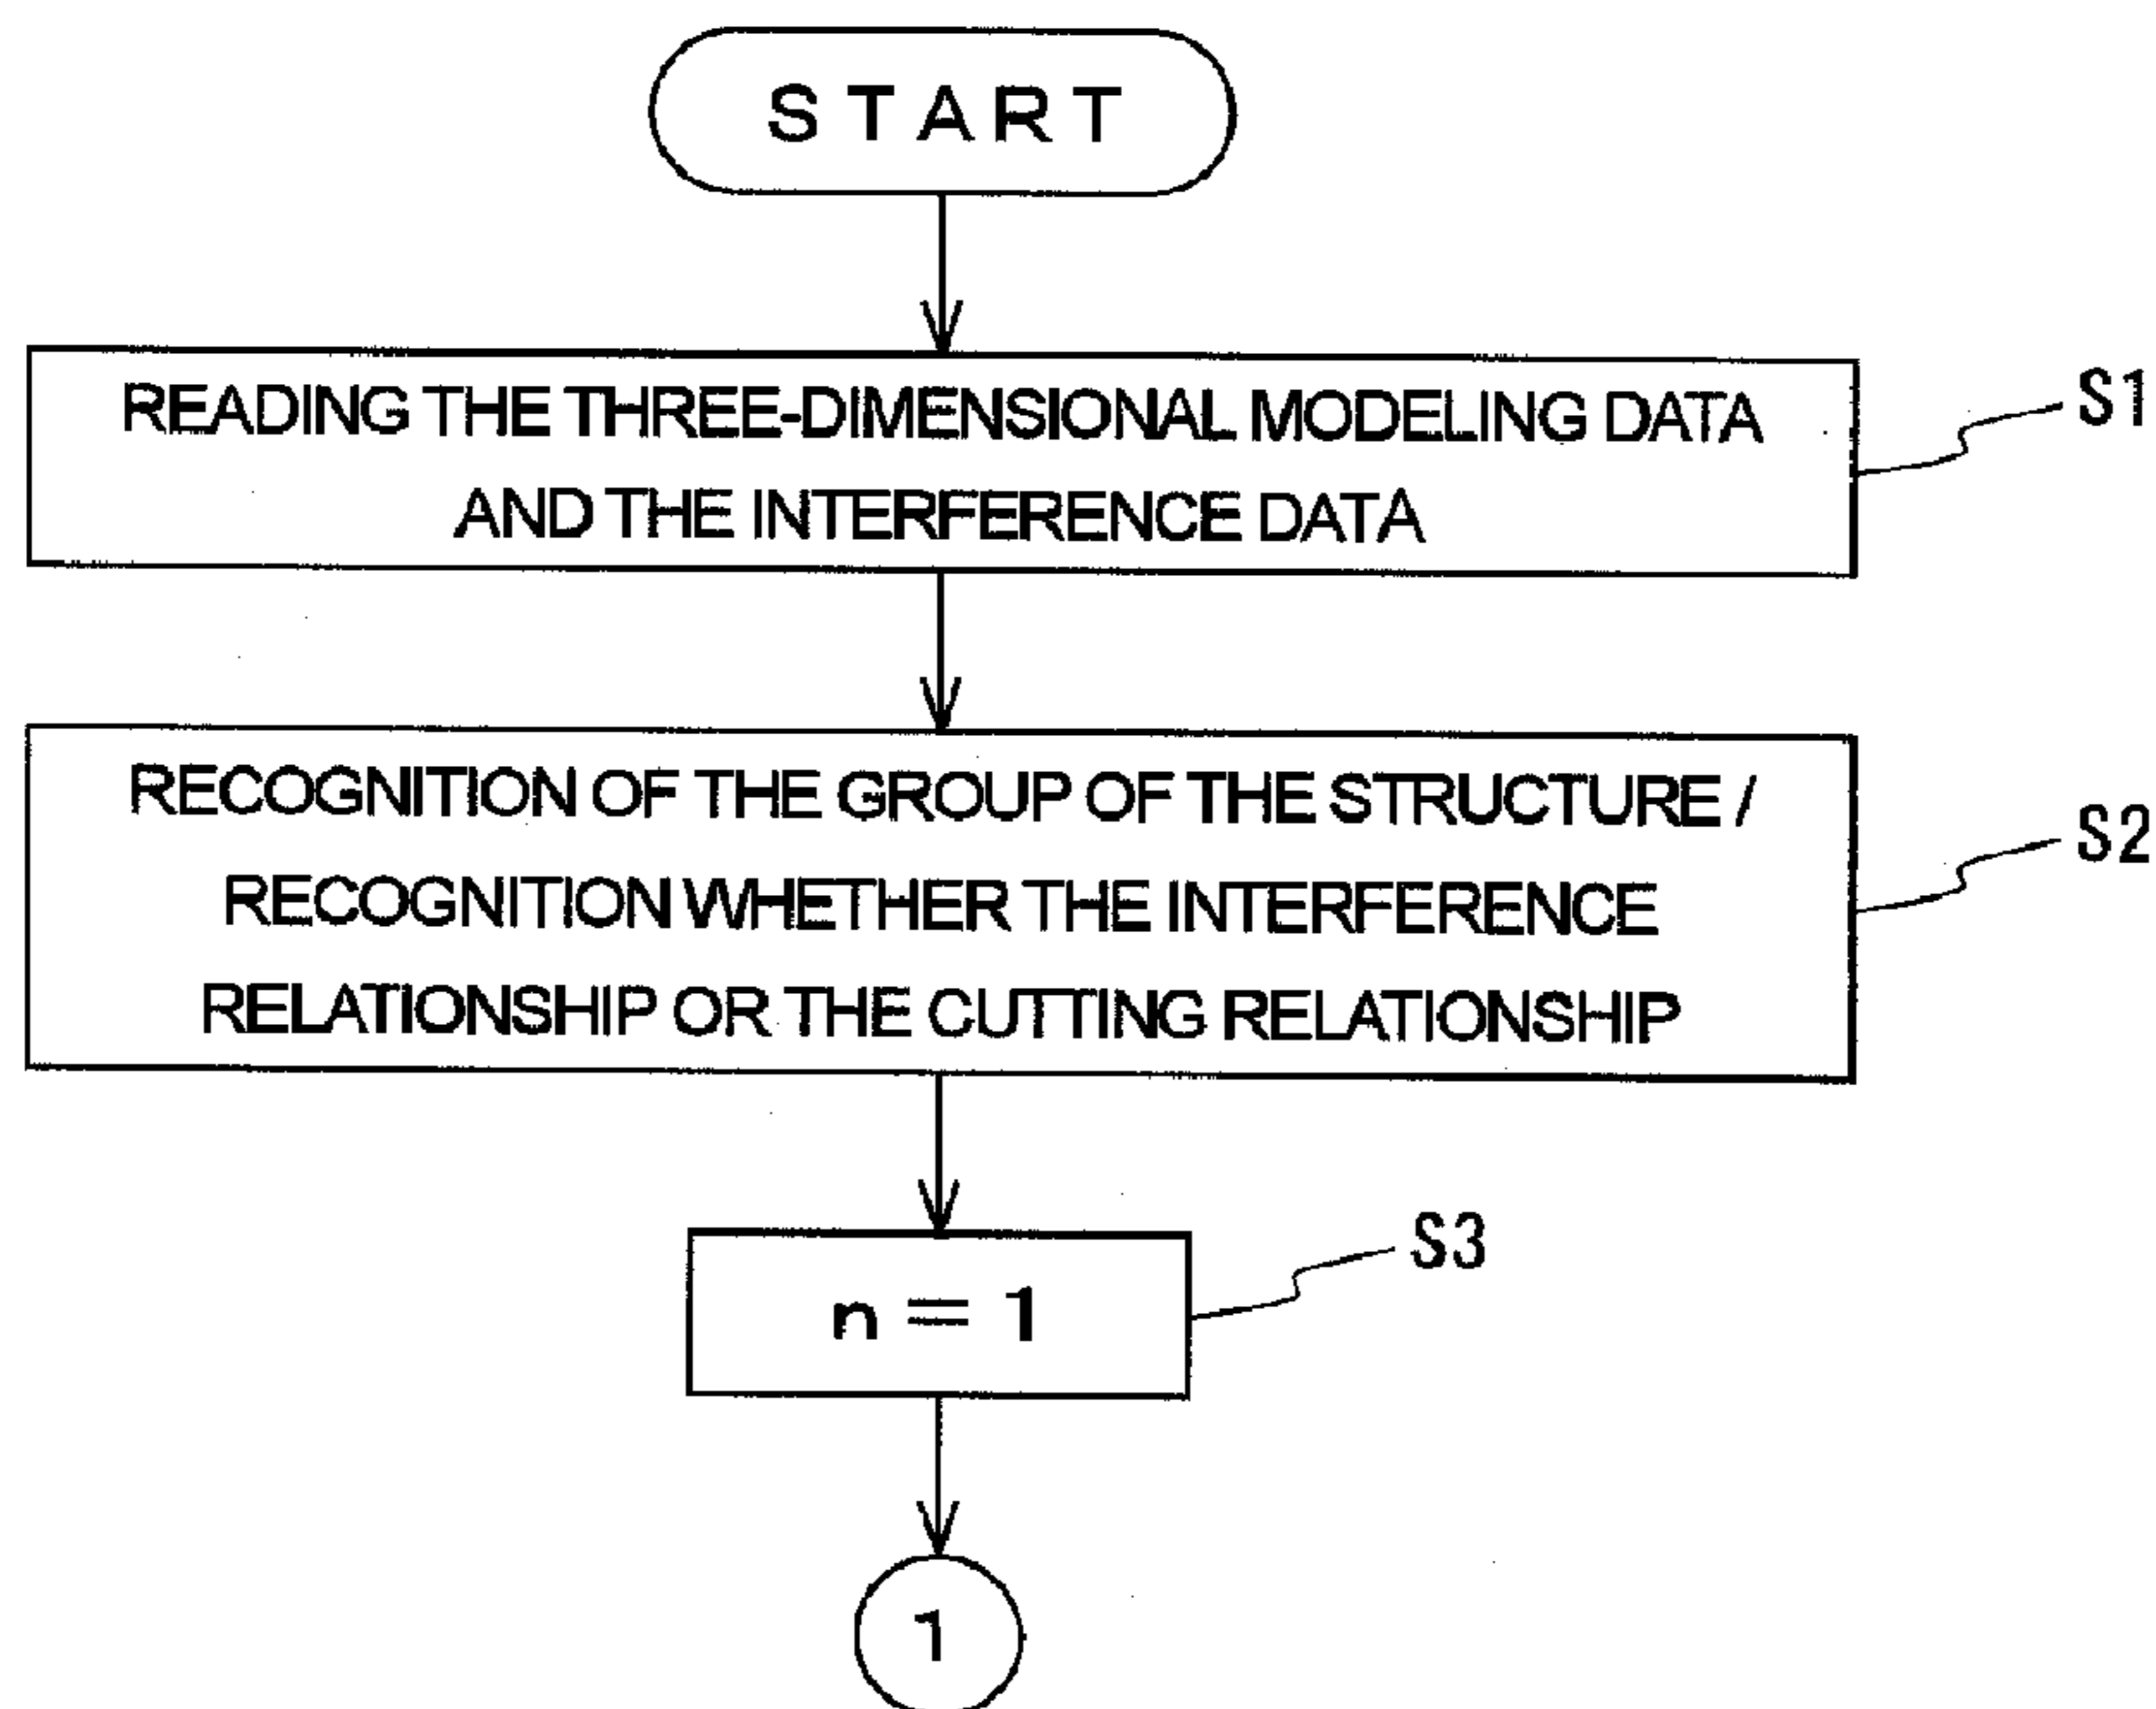 START
READING THE THREE-DIMENSIONAL MODELING DATA
AND THE INTERFERENCE DATA
S1
RECOGNITION OF THE GROUP OF THE STRUCTURE /
RECOGNITION WHETHER THE INTERFERENCE
RELATIONSHIP OR THE CUTTING RELATIONSHIP
S2
n = 1
S3
1